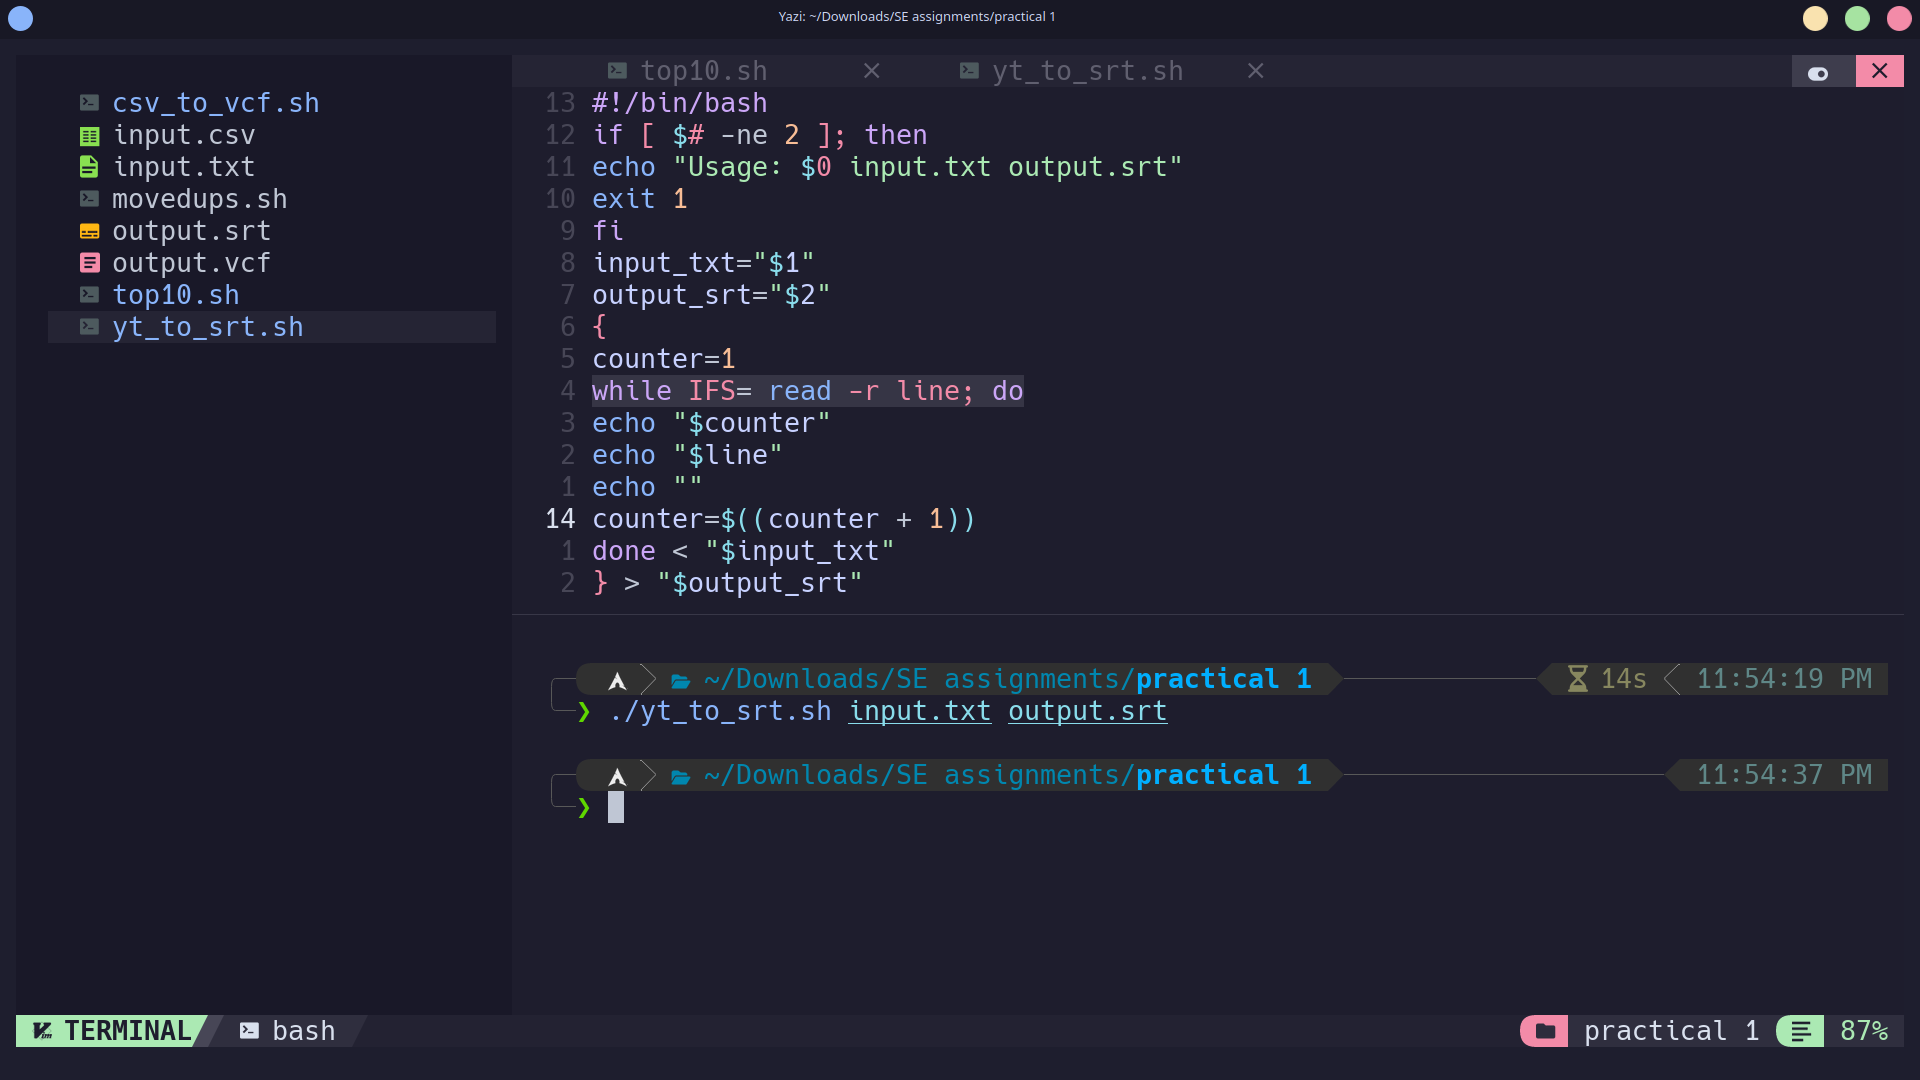 Yazi: ~/Downloads/SE assignments/practical 1
csv_to_vcf.sh
input.csv
input.txt
movedups.sh
output.srt
output.vcf
top10.sh
yt_to_srt.sh
top10.sh yt_to_srt.sh
13 #!/bin/bash
12 if [ $# -ne 2 ]; then
11 echo "Usage: $0 input.txt output.srt"
10 exit 1
9 fi
8 input_txt="$1"
7 output_srt="$2"
6 {
5 counter=1
4 while IFS= read -r line; do
3 echo "$counter"
2 echo "$line"
1 echo ""
14 counter=$((counter + 1))
1 done < "$input_txt"
2 } > "$output_srt"
~/Downloads/SE assignments/practical 1 14s 11:54:19 PM
❯ ./yt_to_srt.sh input.txt output.srt
~/Downloads/SE assignments/practical 1 11:54:37 PM
❯
TERMINAL bash practical 1 87%